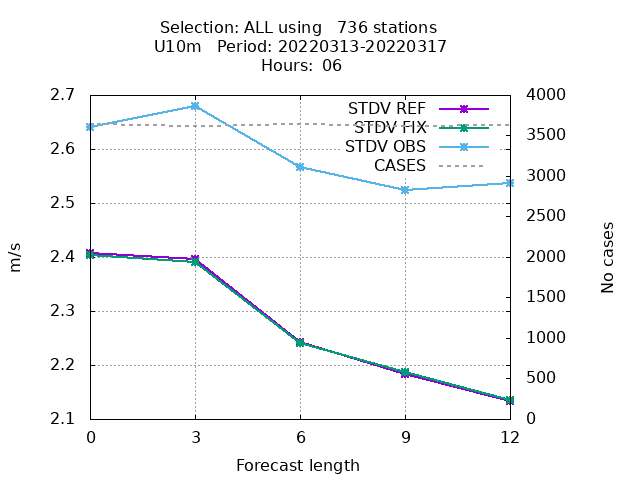 Selection: ALL using   736 stations
U10m   Period: 20220313-20220317
Hours: 06
2.7
2.6
2.5
2.4
2.3
2.2
2.1
m/s
4000
3500
3000
2500
2000
1500
1000
500
0
No cases
STDV REF
STDV FIX
STDV OBS
CASES
0 3 6 9 12
Forecast length